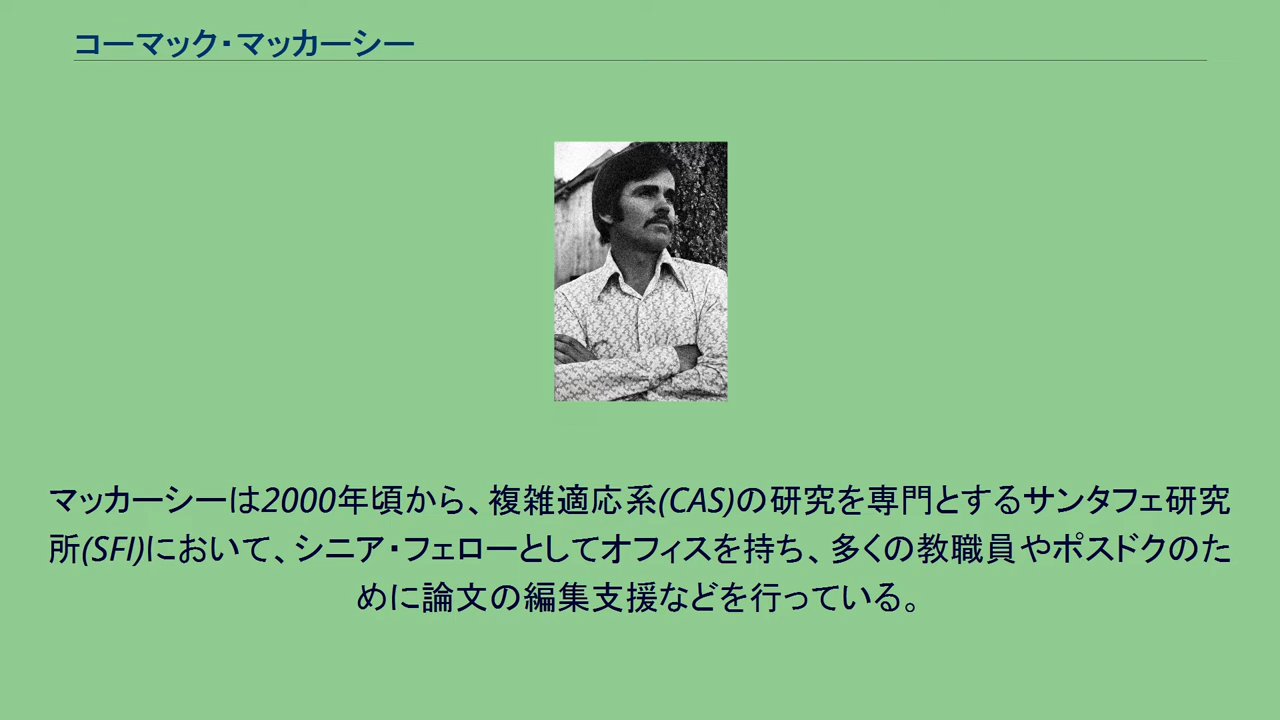 コーマック・マッカーシー
マッカーシーは2000年頃から、複雑適応系(CAS)の研究を専門とするサンタフェ研究
所(SFI)において、シニア・フェローとしてオフィスを持ち、多くの教職員やポスドクのた
めに論文の編集支援などを行っている。